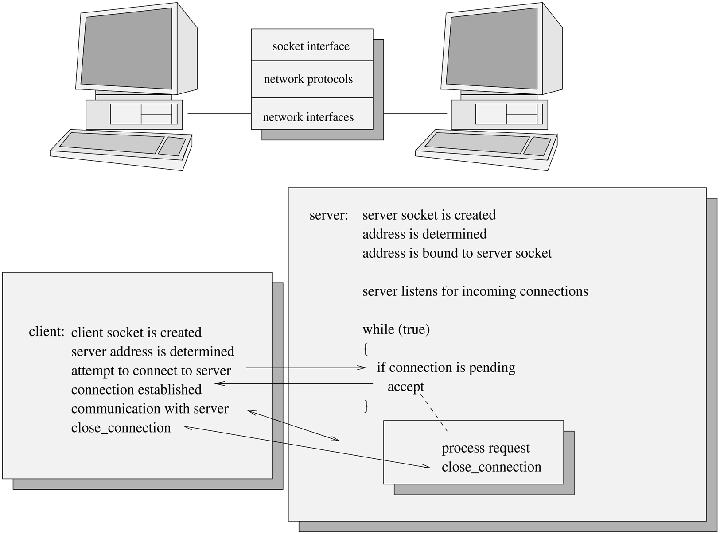 socket interface
network protocols
network interfaces
server: server socket is created
address is determined
address is bound to server socket
server listens for incoming connections
while (true)
{
if connection is pending
accept
}
process request
close_connection
client: client socket is created
server address is determined
attempt to connect to server
connection established
communication with server
close_connection